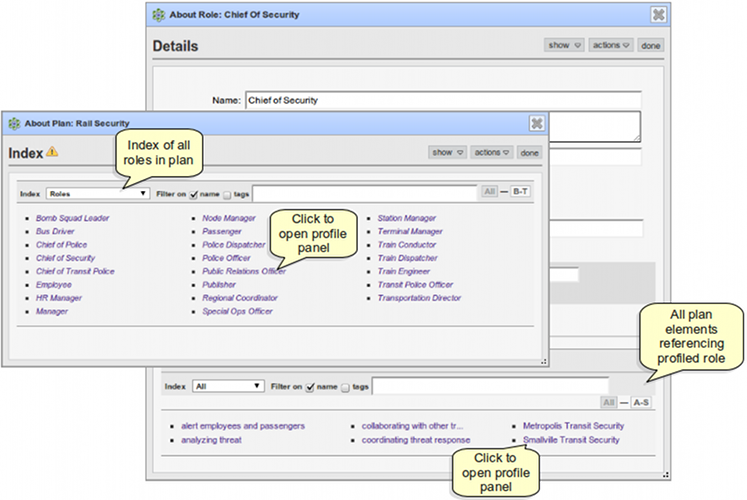 About Role: Chief Of Security
Details
show
actions
done
Name:
Chief of Security
About Plan: Rail Security
Index
show
actions
done
Index of all
roles in plan
Index
Roles
Filter on
name
tags
All — B-T
Bomb Squad Leader
Bus Driver
Chief of Police
Chief of Security
Chief of Transit Police
Employee
HR Manager
Manager
Node Manager
Passenger
Police Dispatcher
Police Officer
Public Relations Officer
Publisher
Regional Coordinator
Special Ops Officer
Station Manager
Terminal Manager
Train Conductor
Train Dispatcher
Train Engineer
Transit Police Officer
Transportation Director
Click to
open profile
panel
All plan
elements
referencing
profiled role
Index
All
Filter on
name
tags
All — A-S
alert employees and passengers
analyzing threat
collaborating with other tr...
coordinating threat response
Metropolis Transit Security
Smallville Transit Security
Click to
open profile
panel